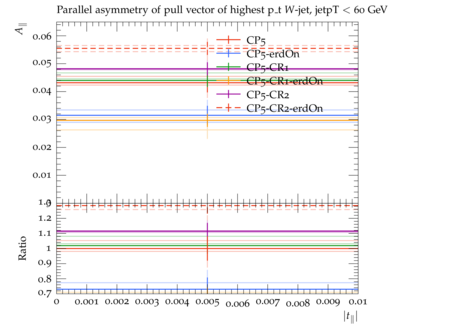 Parallel asymmetry of pull vector of highest p_t W-jet, jetpT < 60 GeV
A∥
0.06
0.05
0.04
0.03
0.02
0.01
CP5
CP5-erdOn
CP5-CR1
CP5-CR1-erdOn
CP5-CR2
CP5-CR2-erdOn
Ratio
1.3
1.2
1.1
1
0.9
0.8
0.7
0 0.001 0.002 0.003 0.004 0.005 0.006 0.007 0.008 0.009 0.01
|t∥|